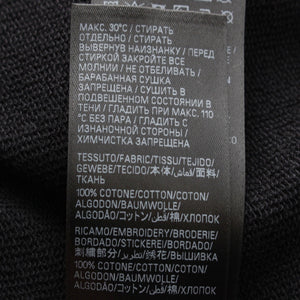 МАКС. 30°C / СТИРАТЬ
ОТДЕЛЬНО / СТИРАТЬ
ВЫВЕРНУВ НАИЗНАНКУ / ПЕРЕД
СТИРКОЙ ЗАКРЫТЬ ВСЕ
МОЛНИИ / НЕ ОТБЕЛИВАТЬ /
БАРАБАННАЯ СУШКА
ЗАПРЕЩЕНА / СУШИТЬ В
ПОДВЕШЕННОМ СОСТОЯНИИ В
ТЕНИ / ГЛАДИТЬ ПРИ МАКС. 110
°C БЕЗ ПАРА / ГЛАДИТЬ С
ИЗНАНОЧНОЙ СТОРОНЫ /
ХИМЧИСТКА ЗАПРЕЩЕНА
TESSUTO/FABRIC/TISSU/TEJIDO/
GEWEBE/TECIDO/本体/قماش/面料/
ТКАНЬ
100% COTONE/COTTON/COTON/
ALGODON/BAUMWOLLE/
ALGODÃO/コットン/قطن/棉/ХЛОПОК
RICAMO/EMBROIDERY/BRODERIE/
BORDADO/STICKEREI/BORDADO/
刺繍部分/تطريز/绣花/ВЫШИВКА
100% COTONE/COTTON/COTON/
ALGODON/BAUMWOLLE/
ALGODÃO/コットン/قطن/棉/ХЛОПОК